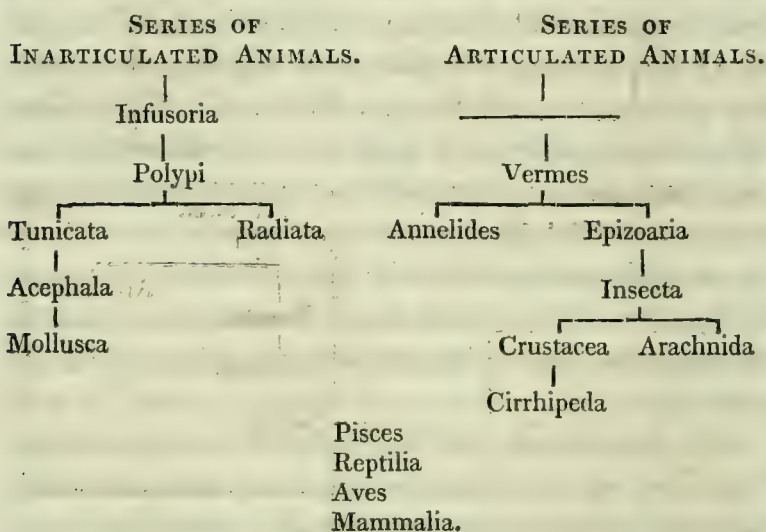 SERIES OF
INARTICULATED ANIMALS.
Infusoria
Polypi
Tunicata Radiata
Acephala
Mollusca
SERIES OF
ARTICULATED ANIMALS.
Vermes
Annelides Epizoaria
Insecta
Crustacea Arachnida
Cirrhipeda
Pisces
Reptilia
Aves
Mammalia.